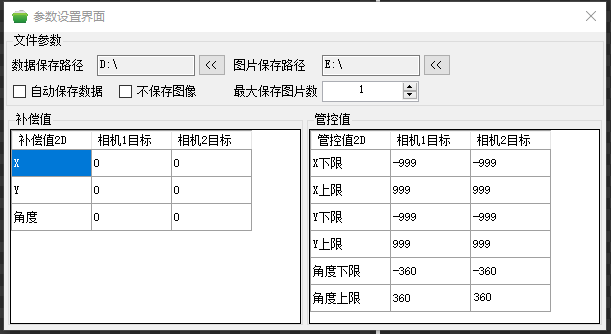 参数设置界面
文件参数
数据保存路径 D:\ << 图片保存路径 E:\ <<
自动保存数据 不保存图像 最大保存图片数 1
补偿值
补偿值2D 相机1目标 相机2目标
X 0 0
Y 0 0
角度 0 0
管控值
管控值2D 相机1目标 相机2目标
X下限 -999 -999
X上限 999 999
Y下限 -999 -999
Y上限 999 999
角度下限 -360 -360
角度上限 360 360